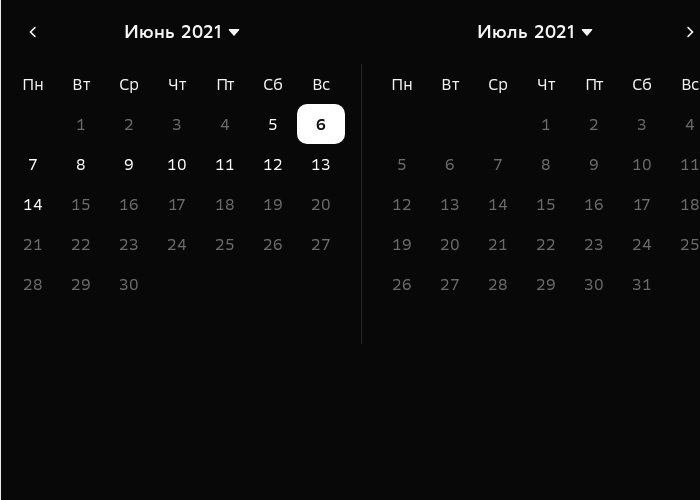 Июнь 2021
Пн Вт Ср Чт Пт Сб Вс
1 2 3 4 5 6
7 8 9 10 11 12 13
14 15 16 17 18 19 20
21 22 23 24 25 26 27
28 29 30
Июль 2021
Пн Вт Ср Чт Пт Сб Вс
1 2 3 4
5 6 7 8 9 10 11
12 13 14 15 16 17 18
19 20 21 22 23 24 25
26 27 28 29 30 31